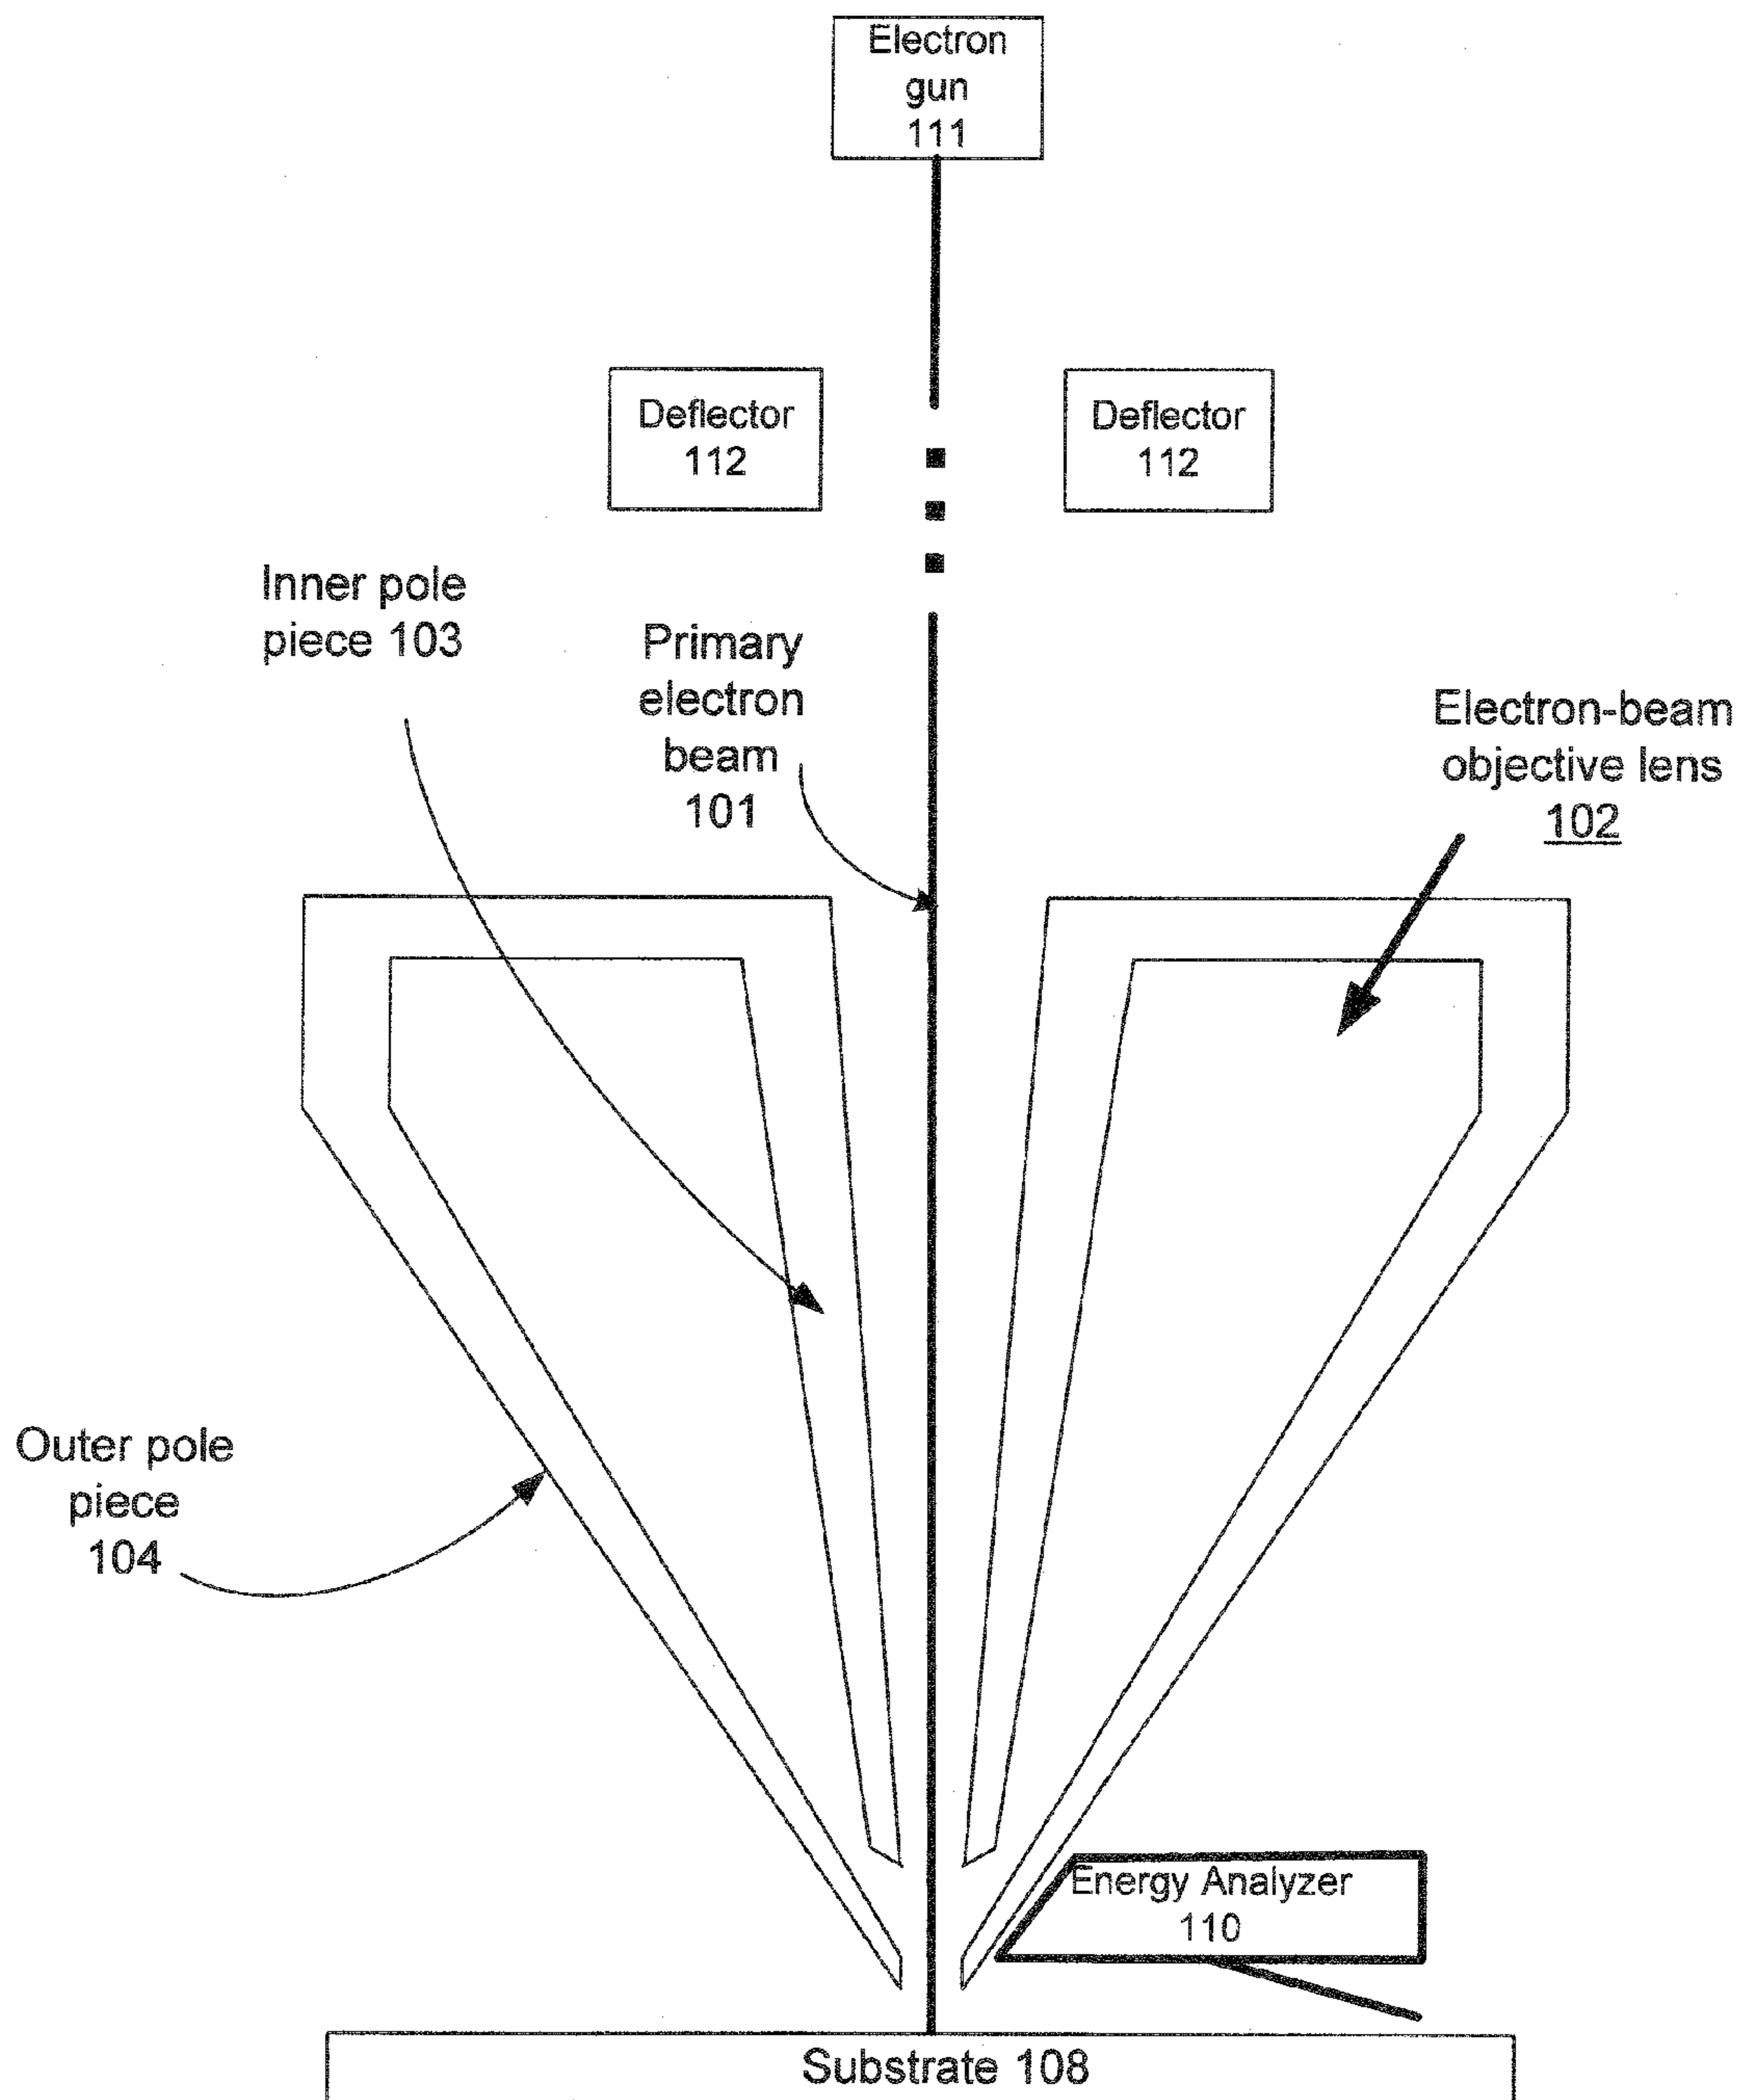 Electron
gun
111
Deflector
112
Deflector
112
Inner pole
piece 103
Primary
electron
beam
101
Electron-beam
objective lens
102
Outer pole
piece
104
Energy Analyzer
110
Substrate 108